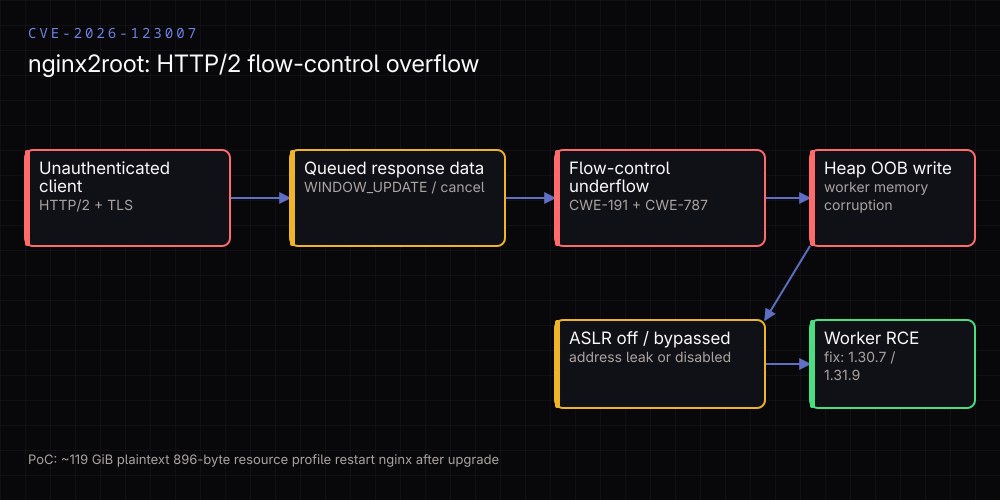 CVE-2026-123007
nginx2root: HTTP/2 flow-control overflow
Unauthenticated
client
HTTP/2 + TLS
Queued response data
WINDOW_UPDATE / cancel
Flow-control
underflow
CWE-191 + CWE-787
Heap OOB write
worker memory
corruption
ASLR off / bypassed
address leak or disabled
Worker RCE
fix: 1.30.7 /
1.31.9
PoC: ~119 GiB plaintext 896-byte resource profile restart nginx after upgrade